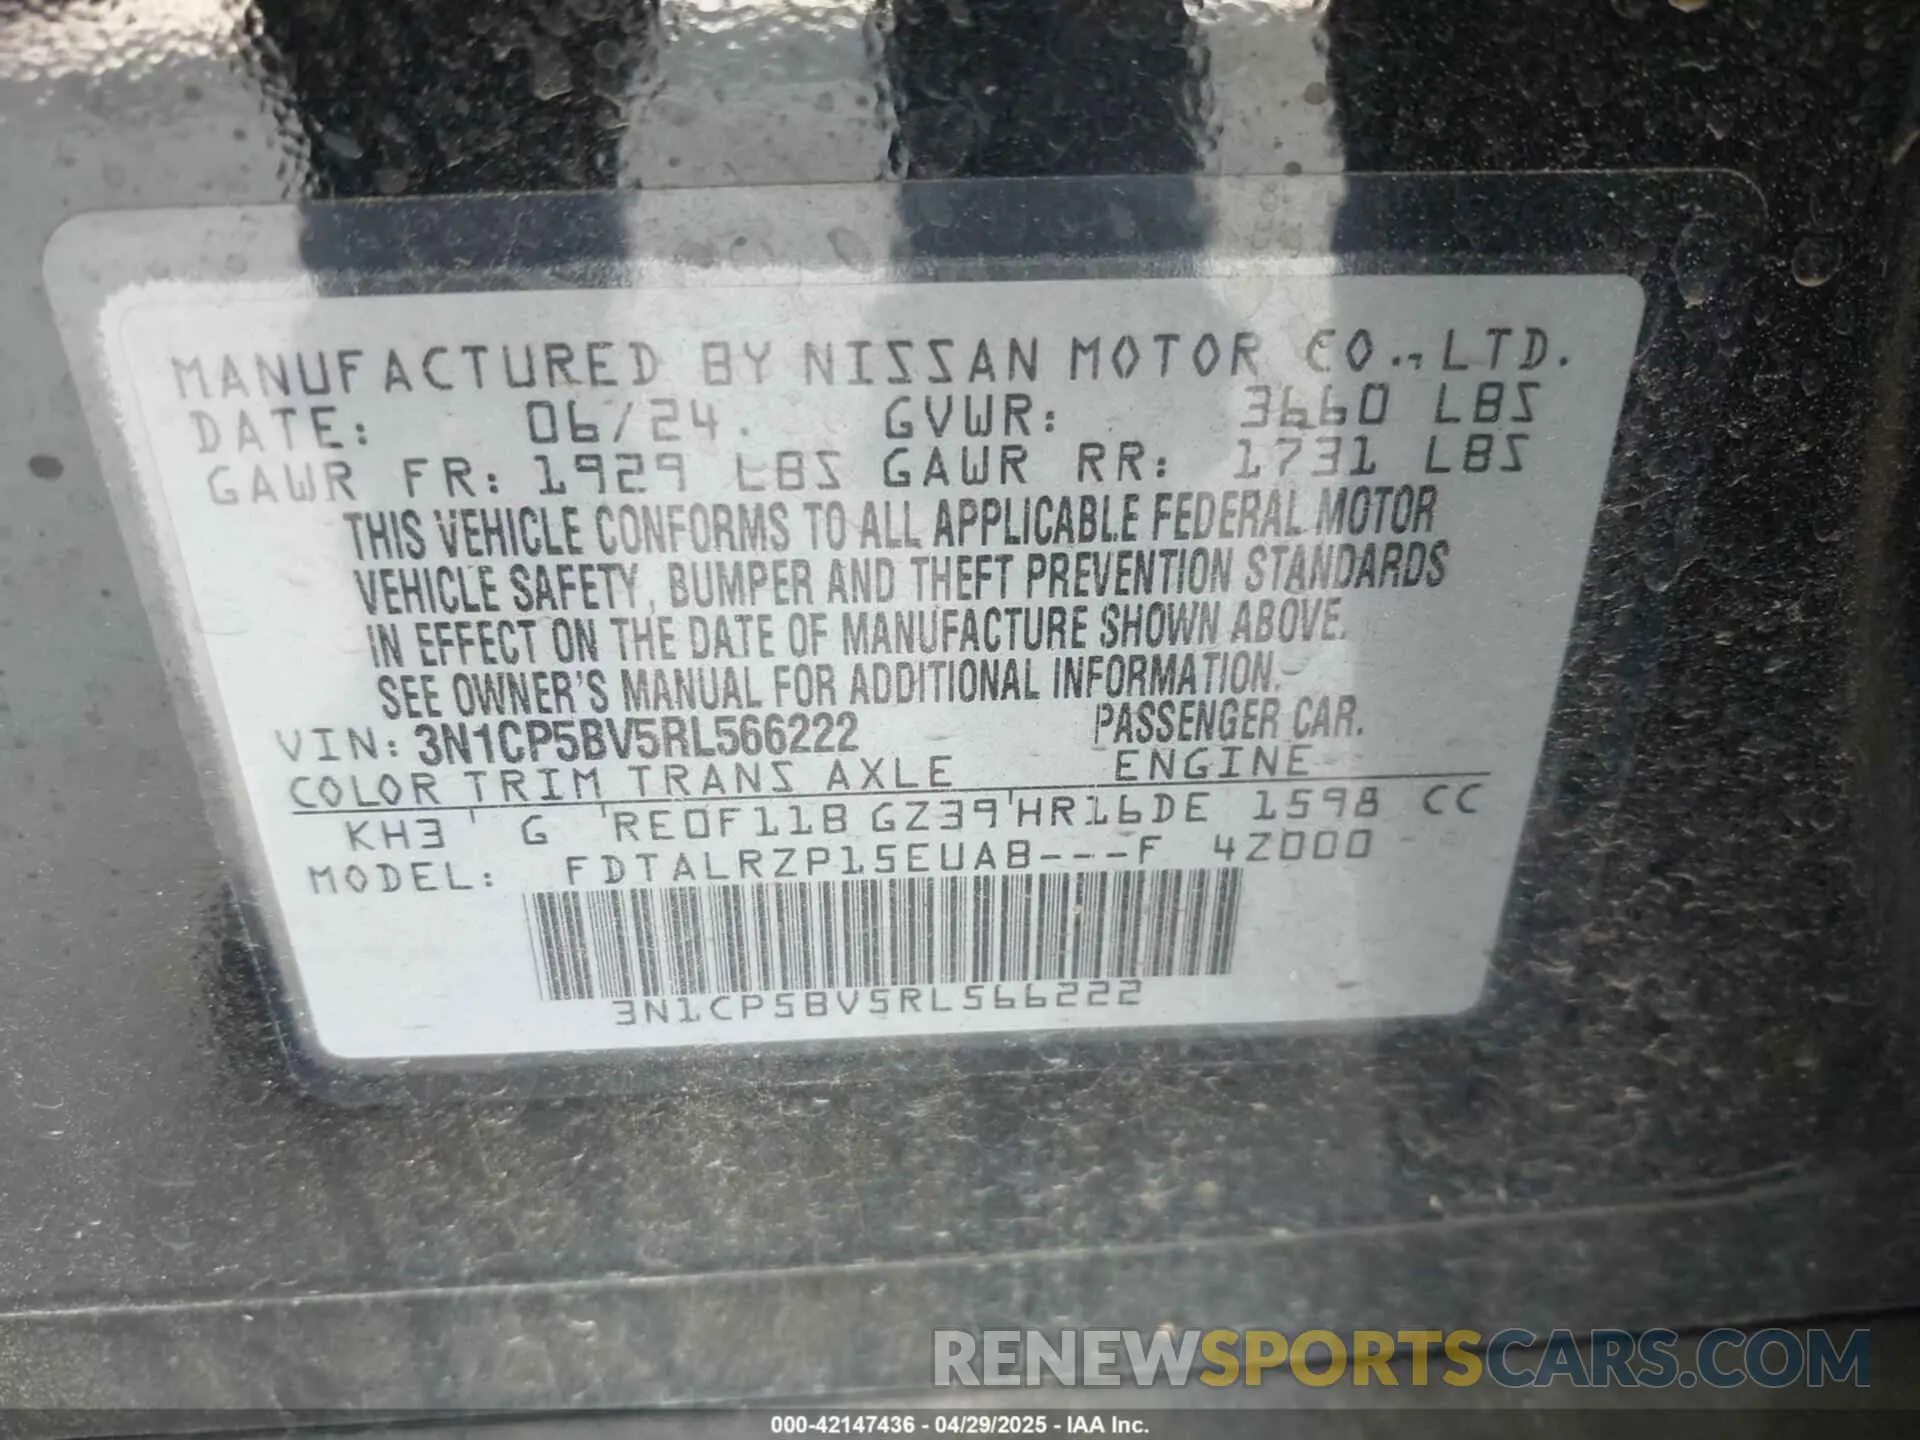 MANUFACTURED BY NISSAN MOTOR CO., LTD.
DATE: 06/24. GVWR: 3660 LBS
GAWR FR: 1929 LBS GAWR RR: 1731 LBS
THIS VEHICLE CONFORMS TO ALL APPLICABLE FEDERAL MOTOR
VEHICLE SAFETY, BUMPER AND THEFT PREVENTION STANDARDS
IN EFFECT ON THE DATE OF MANUFACTURE SHOWN ABOVE.
SEE OWNER'S MANUAL FOR ADDITIONAL INFORMATION.
VIN: 3N1CP5BV5RL566222 PASSENGER CAR.
COLOR TRIM TRANS AXLE ENGINE
KH3 ' G ' RE0F11B GZ39 ' HR16DE 1598 CC
MODEL: FDTALRZP15EUAB---F 4Z000
3N1CP5BV5RL566222
RENEWSPORTSCARS.COM
000-42147436 - 04/29/2025 - IAA Inc.